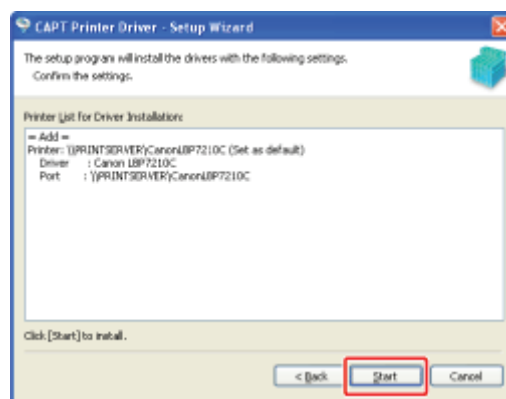 CAPT Printer Driver - Setup Wizard
The setup program will install the drivers with the following settings.
Confirm the settings.
Printer List for Driver Installation:
= Add =
Printer: \\PRINTSERVER\CanonLBP7210C (Set as default)
Driver : Canon LBP7210C
Port : \\PRINTSERVER\CanonLBP7210C
Click [Start] to install.
< Back Start Cancel